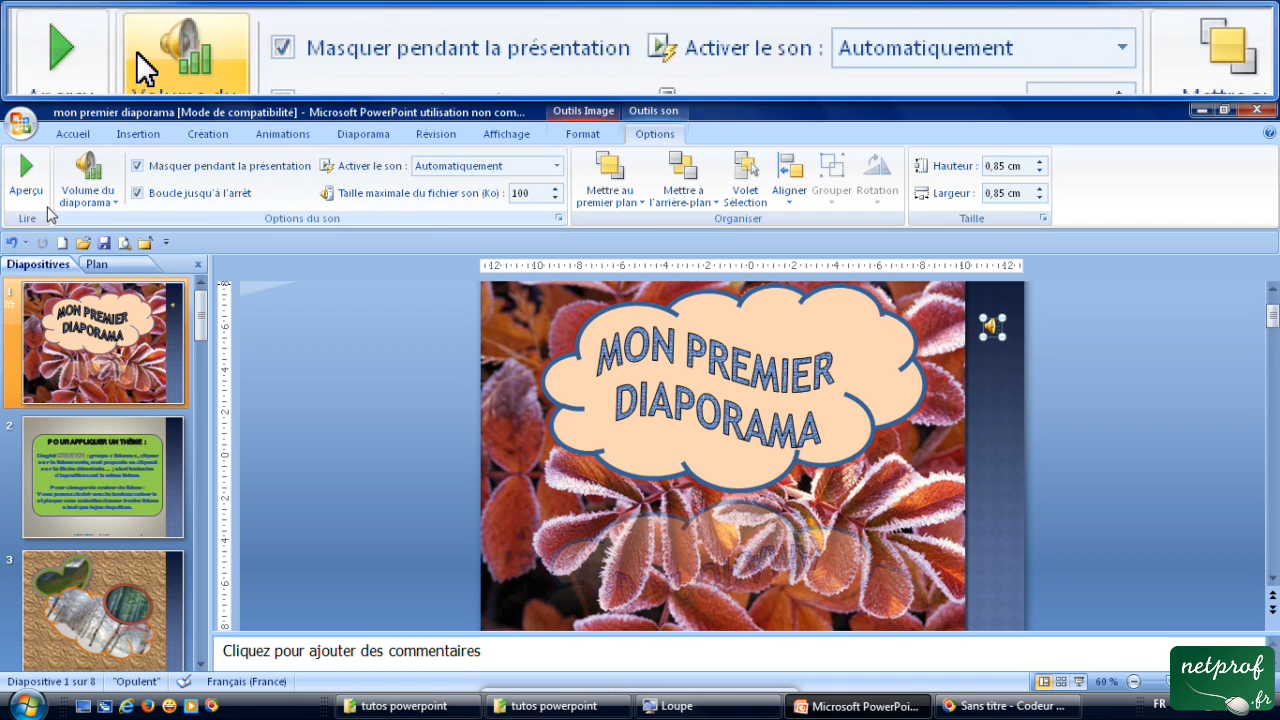 Masquer pendant la présentation
Activer le son :
Automatiquement
mon premier diaporama [Mode de compatibilité] - Microsoft PowerPoint utilisation non com...
Outils Image
Outils son
Accueil
Insertion
Création
Animations
Diaporama
Révision
Affichage
Format
Options
Aperçu
Lire
Volume du
diaporama
Masquer pendant la présentation
Boucle jusqu'à l'arrêt
Activer le son :
Automatiquement
Taille maximale du fichier son (Ko) :
100
Options du son
Mettre au
premier plan
Mettre à
l'arrière-plan
Volet
Sélection
Aligner
Grouper
Rotation
Organiser
Hauteur :
0,85 cm
Largeur :
0,85 cm
Taille
Diapositives
Plan
1
MON PREMIER
DIAPORAMA
2
POUR APPLIQUER UN THÈME :
3
MON PREMIER
DIAPORAMA
Cliquez pour ajouter des commentaires
Diapositive 1 sur 8
"Opulent"
Français (France)
60 %
tutos powerpoint
tutos powerpoint
Loupe
Microsoft PowerPoi...
Sans titre - Codeur ...
FR
netprof
.fr